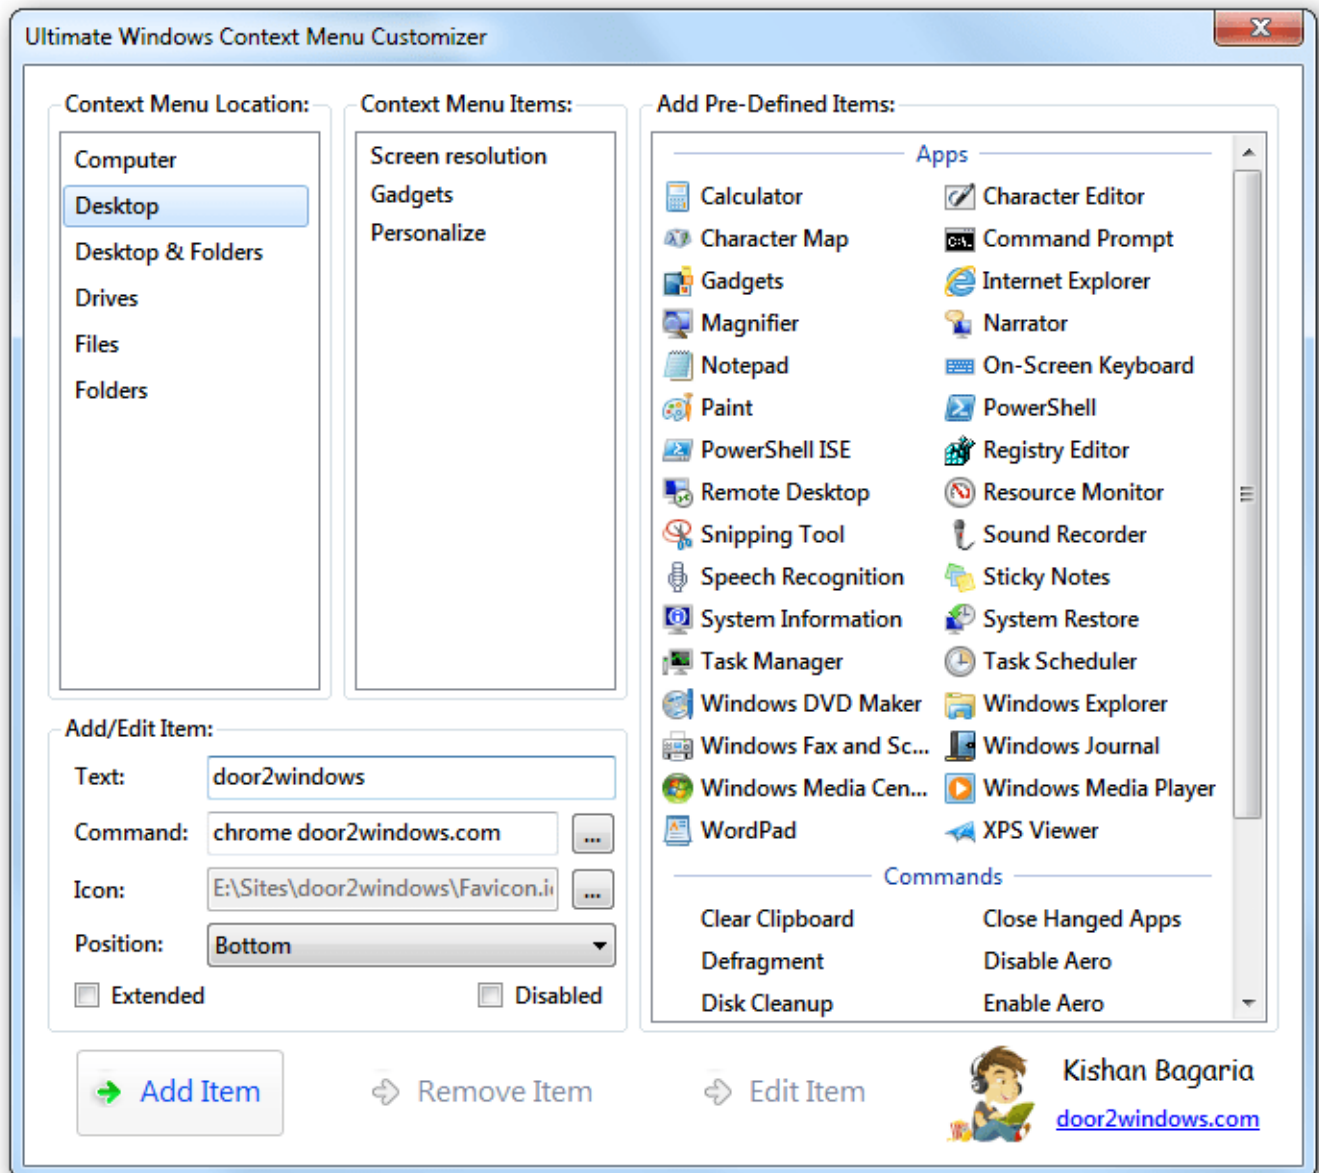 Ultimate Windows Context Menu Customizer
Context Menu Location:
Computer
Desktop
Desktop & Folders
Drives
Files
Folders
Context Menu Items:
Screen resolution
Gadgets
Personalize
Add Pre-Defined Items:
Apps
Calculator Character Editor
Character Map Command Prompt
Gadgets Internet Explorer
Magnifier Narrator
Notepad On-Screen Keyboard
Paint PowerShell
PowerShell ISE Registry Editor
Remote Desktop Resource Monitor
Snipping Tool Sound Recorder
Speech Recognition Sticky Notes
System Information System Restore
Task Manager Task Scheduler
Windows DVD Maker Windows Explorer
Windows Fax and Sc... Windows Journal
Windows Media Cen... Windows Media Player
WordPad XPS Viewer
Commands
Clear Clipboard Close Hanged Apps
Defragment Disable Aero
Disk Cleanup Enable Aero
Add/Edit Item:
Text: door2windows
Command: chrome door2windows.com ...
Icon: E:\Sites\door2windows\Favicon.i ...
Position: Bottom
Extended Disabled
Add Item Remove Item Edit Item
Kishan Bagaria
door2windows.com